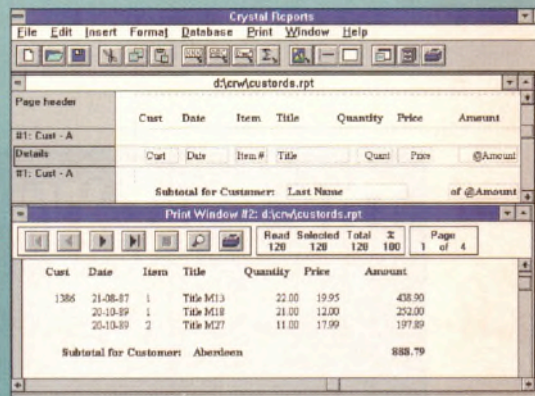 Crystal Reports
File Edit Insert Format Database Print Window Help
d:\crw\custords.rpt
Page header
Cust Date Item Title Quantity Price Amount
#1: Cust - A
Details
Cust Date Item # Title Quant Price @Amount
#1: Cust - A
Subtotal for Customer: Last Name of @Amount
Print Window #2: d:\crw\custords.rpt
Read Selected Total %
120 120 120 100
Page
1 of 4
Cust Date Item Title Quantity Price Amount
1386 21-08-87 1 Title M13 22.00 19.95 438.90
20-10-89 1 Title M18 21.00 12.00 252.00
20-10-89 2 Title M27 11.00 17.99 197.89
Subtotal for Customer: Aberdeen 888.79